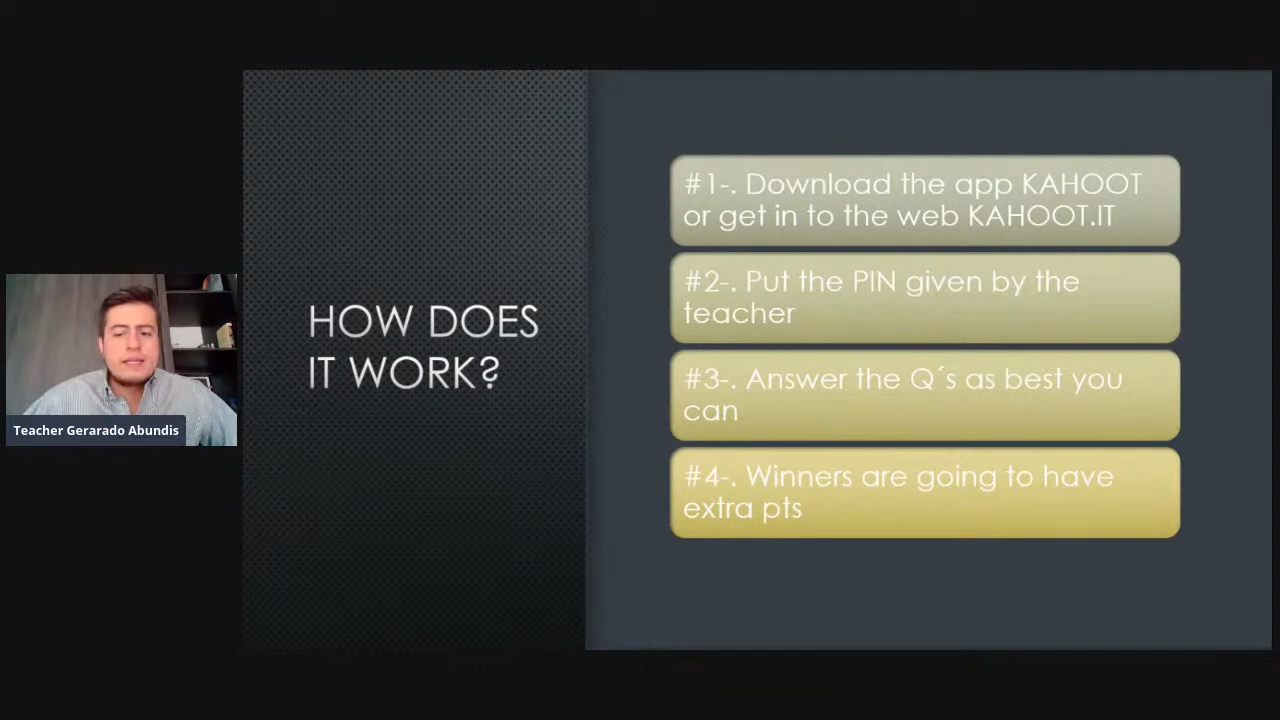 HOW DOES
IT WORK?
#1-. Download the app KAHOOT
or get in to the web KAHOOT.IT
#2-. Put the PIN given by the
teacher
#3-. Answer the Q´s as best you
can
#4-. Winners are going to have
extra pts
Teacher Gerarado Abundis